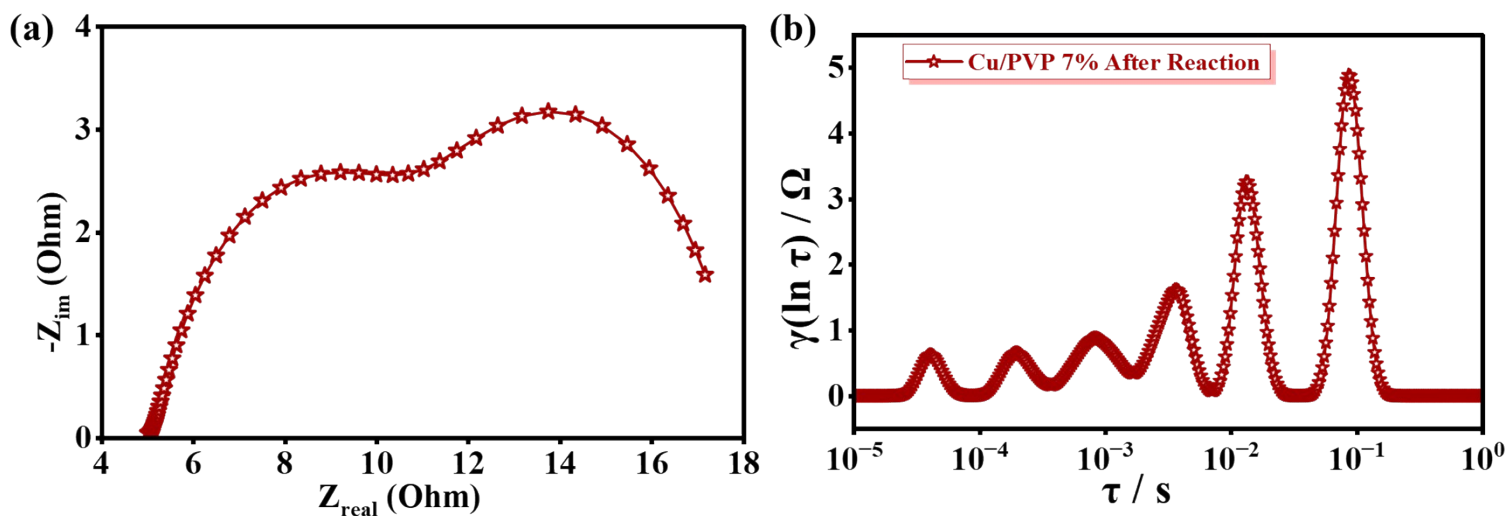 (a)
-Z_im (Ohm)
4
3
2
1
0
4 6 8 10 12 14 16 18
Z_real (Ohm)
(b)
Cu/PVP 7% After Reaction
γ(ln τ) / Ω
5
4
3
2
1
0
10⁻⁵ 10⁻⁴ 10⁻³ 10⁻² 10⁻¹ 10⁰
τ / s